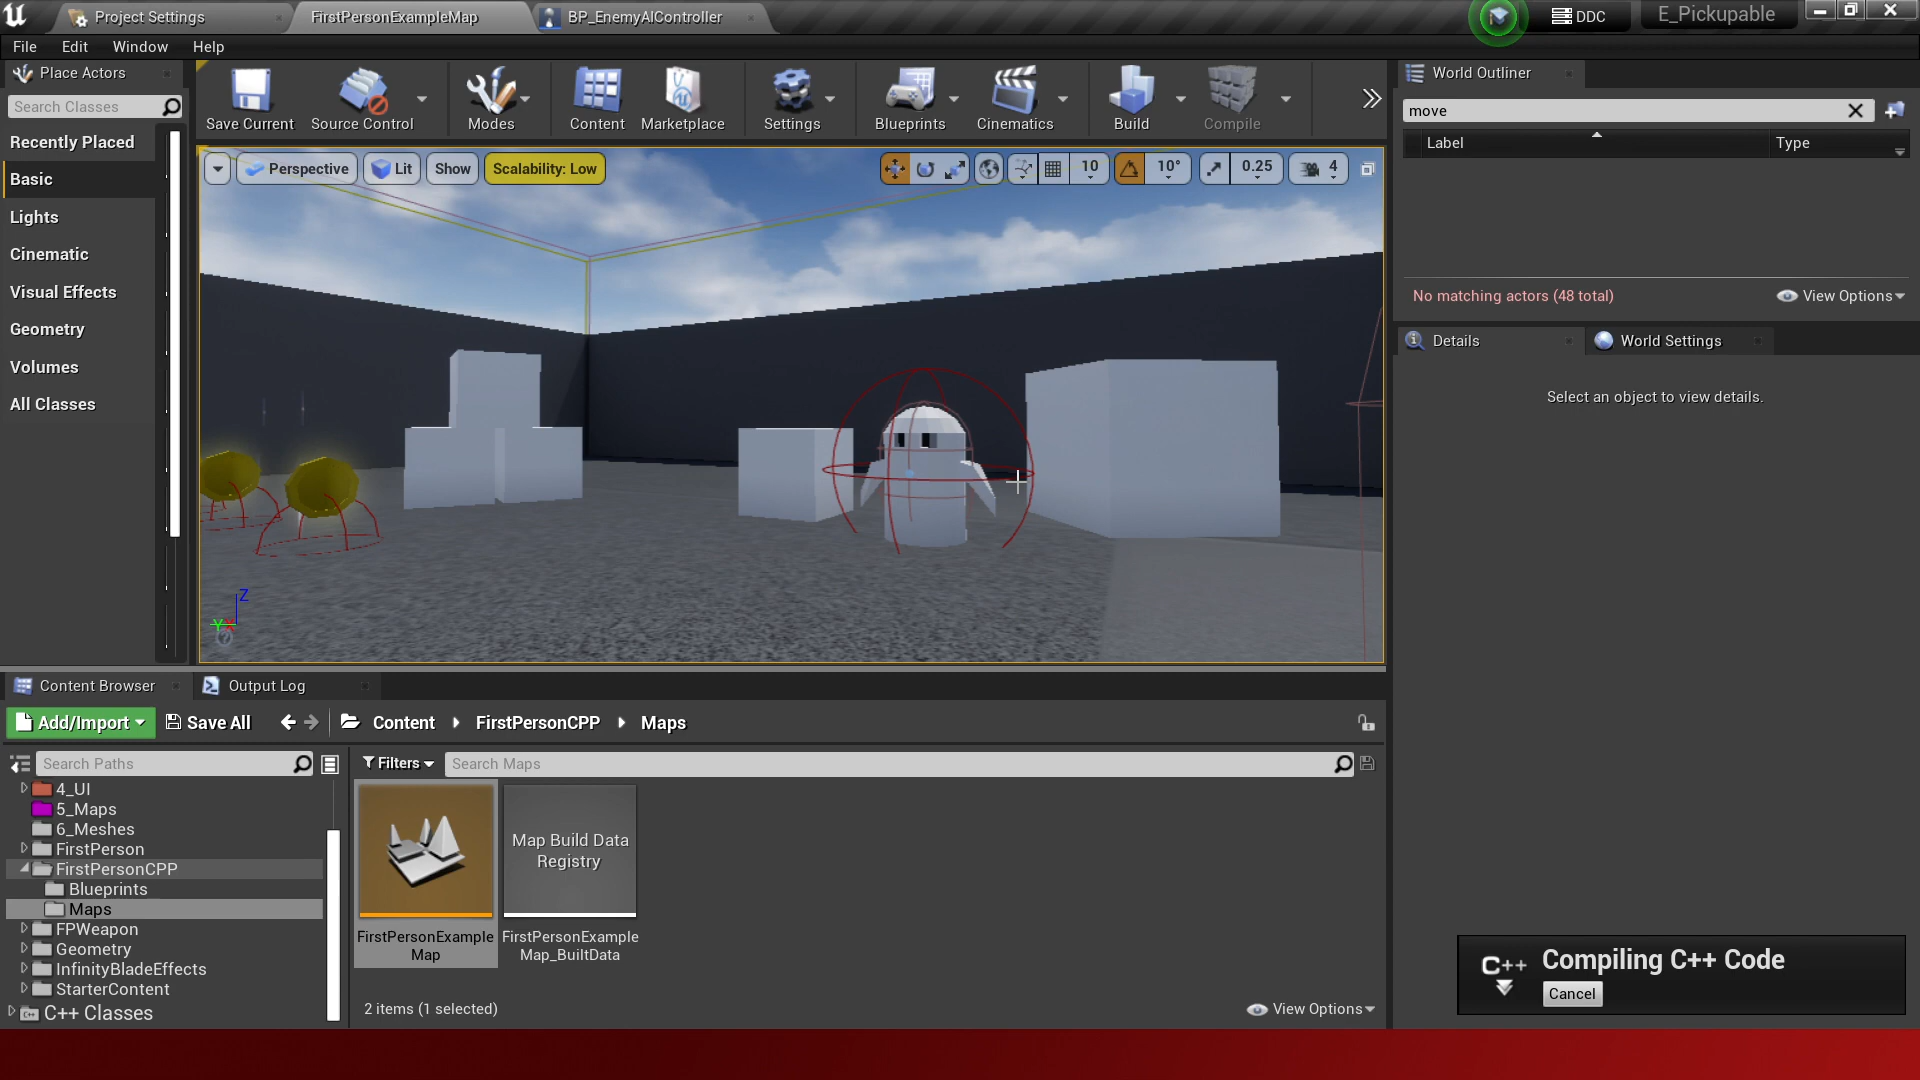 Project Settings
FirstPersonExampleMap
BP_EnemyAIController
DDC
E_Pickupable
File
Edit
Window
Help
Place Actors
Search Classes
Recently Placed
Basic
Lights
Cinematic
Visual Effects
Geometry
Volumes
All Classes
Save Current
Source Control
Modes
Content
Marketplace
Settings
Blueprints
Cinematics
Build
Compile
Perspective
Lit
Show
Scalability: Low
10
10°
0.25
4
Z
Y
X
World Outliner
move
Label
Type
No matching actors (48 total)
View Options
Details
World Settings
Select an object to view details.
Content Browser
Output Log
Add/Import
Save All
Content
FirstPersonCPP
Maps
Search Paths
Filters
Search Maps
4_UI
5_Maps
6_Meshes
FirstPerson
FirstPersonCPP
Blueprints
Maps
FPWeapon
Geometry
InfinityBladeEffects
StarterContent
C++ Classes
Map Build Data
Registry
FirstPersonExample
Map
FirstPersonExample
Map_BuiltData
2 items (1 selected)
View Options
C++
Compiling C++ Code
Cancel